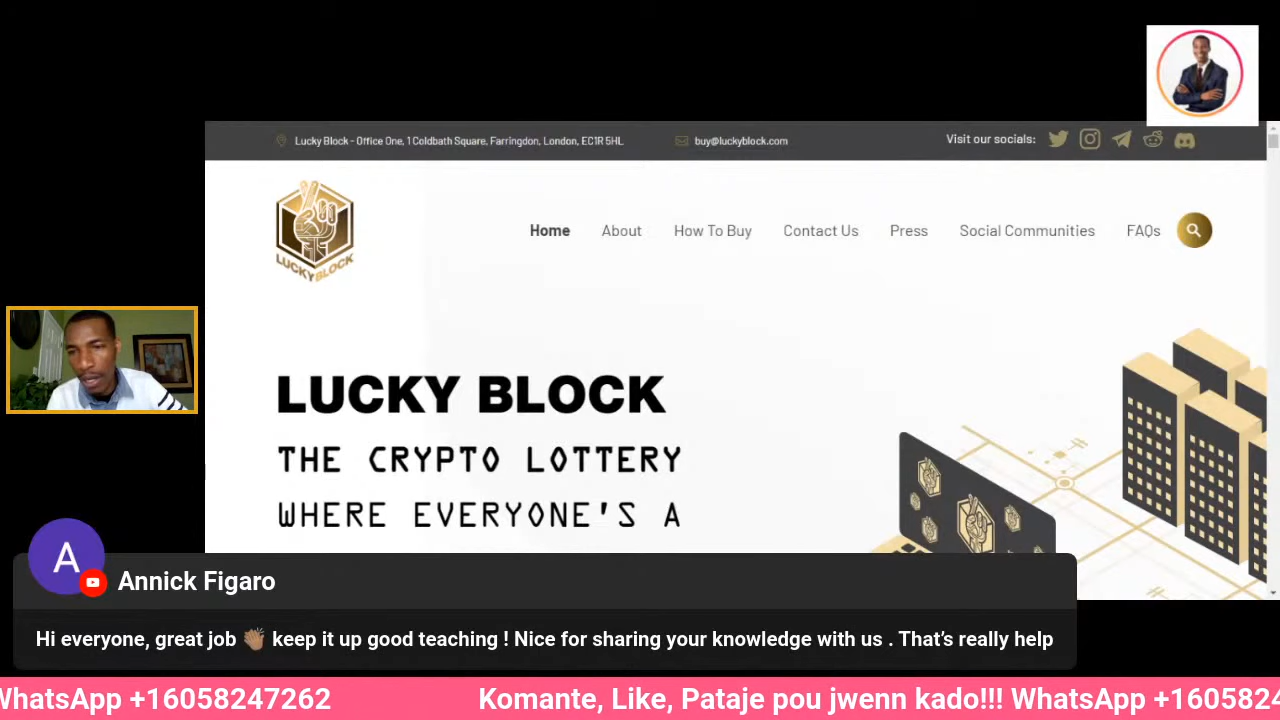 Lucky Block - Office One, 1 Coldbath Square, Farringdon, London, EC1R 5HL
buy@luckyblock.com
Visit our socials:
LUCKYBLOCK
Home
About
How To Buy
Contact Us
Press
Social Communities
FAQs
LUCKY BLOCK
THE CRYPTO LOTTERY
WHERE EVERYONE'S A
A
Annick Figaro
Hi everyone, great job 👏🏽 keep it up good teaching ! Nice for sharing your knowledge with us . That's really help
WhatsApp +16058247262 Komante, Like, Pataje pou jwenn kado!!! WhatsApp +160582